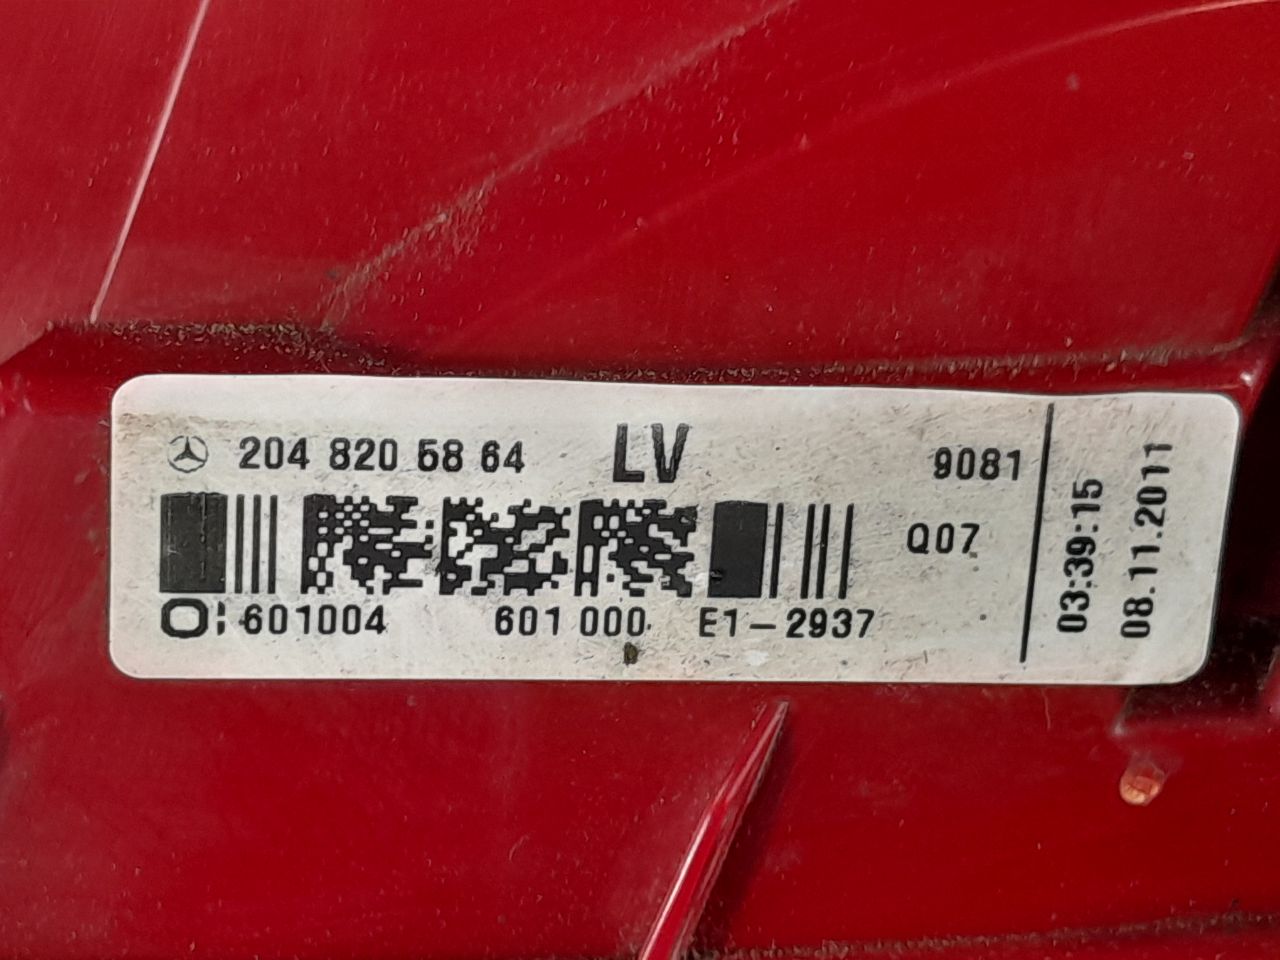 204 820 58 64 LV 9081
Q07
O: 601004 601 000 E1-2937
03:39:15
08.11.2011